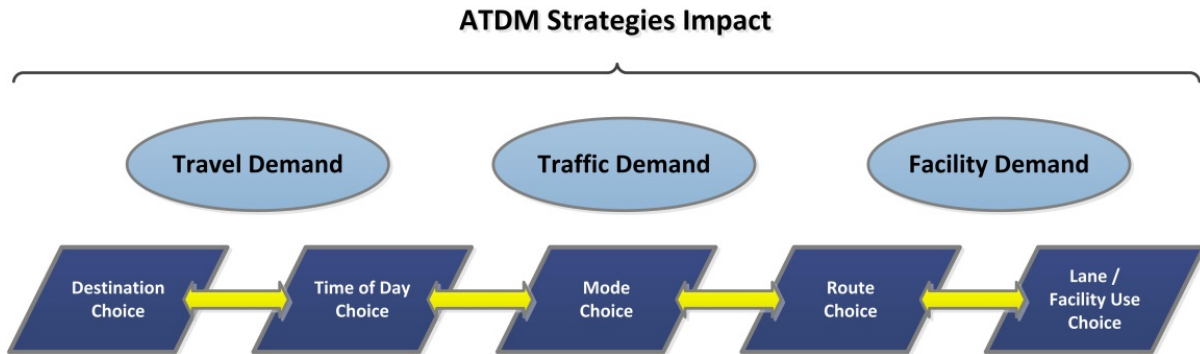 ATDM Strategies Impact
Travel Demand
Traffic Demand
Facility Demand
Destination
Choice
Time of Day
Choice
Mode
Choice
Route
Choice
Lane /
Facility Use
Choice